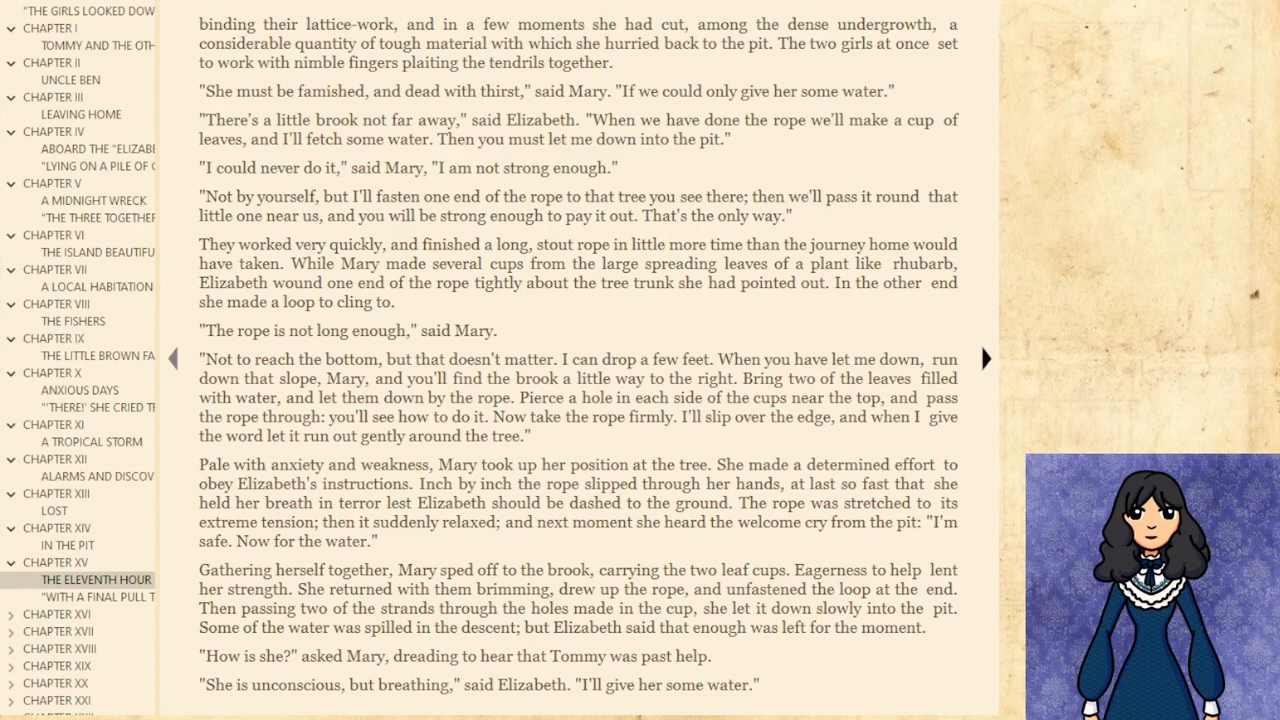 "THE GIRLS LOOKED DOW
CHAPTER I
TOMMY AND THE OTH
CHAPTER II
UNCLE BEN
CHAPTER III
LEAVING HOME
CHAPTER IV
ABOARD THE "ELIZABE
"LYING ON A PILE OF C
CHAPTER V
A MIDNIGHT WRECK
"THE THREE TOGETHER
CHAPTER VI
THE ISLAND BEAUTIFU
CHAPTER VII
A LOCAL HABITATION
CHAPTER VIII
THE FISHERS
CHAPTER IX
THE LITTLE BROWN FA
CHAPTER X
ANXIOUS DAYS
"'THERE!' SHE CRIED TR
CHAPTER XI
A TROPICAL STORM
CHAPTER XII
ALARMS AND DISCOV
CHAPTER XIII
LOST
CHAPTER XIV
IN THE PIT
CHAPTER XV
THE ELEVENTH HOUR
"WITH A FINAL PULL T
CHAPTER XVI
CHAPTER XVII
CHAPTER XVIII
CHAPTER XIX
CHAPTER XX
CHAPTER XXI
binding their lattice-work, and in a few moments she had cut, among the dense undergrowth, a
considerable quantity of tough material with which she hurried back to the pit. The two girls at once set
to work with nimble fingers plaiting the tendrils together.
"She must be famished, and dead with thirst," said Mary. "If we could only give her some water."
"There's a little brook not far away," said Elizabeth. "When we have done the rope we'll make a cup of
leaves, and I'll fetch some water. Then you must let me down into the pit."
"I could never do it," said Mary, "I am not strong enough."
"Not by yourself, but I'll fasten one end of the rope to that tree you see there; then we'll pass it round that
little one near us, and you will be strong enough to pay it out. That's the only way."
They worked very quickly, and finished a long, stout rope in little more time than the journey home would
have taken. While Mary made several cups from the large spreading leaves of a plant like rhubarb,
Elizabeth wound one end of the rope tightly about the tree trunk she had pointed out. In the other end
she made a loop to cling to.
"The rope is not long enough," said Mary.
"Not to reach the bottom, but that doesn't matter. I can drop a few feet. When you have let me down, run
down that slope, Mary, and you'll find the brook a little way to the right. Bring two of the leaves filled
with water, and let them down by the rope. Pierce a hole in each side of the cups near the top, and pass
the rope through: you'll see how to do it. Now take the rope firmly. I'll slip over the edge, and when I give
the word let it run out gently around the tree."
Pale with anxiety and weakness, Mary took up her position at the tree. She made a determined effort to
obey Elizabeth's instructions. Inch by inch the rope slipped through her hands, at last so fast that she
held her breath in terror lest Elizabeth should be dashed to the ground. The rope was stretched to its
extreme tension; then it suddenly relaxed; and next moment she heard the welcome cry from the pit: "I'm
safe. Now for the water."
Gathering herself together, Mary sped off to the brook, carrying the two leaf cups. Eagerness to help lent
her strength. She returned with them brimming, drew up the rope, and unfastened the loop at the end.
Then passing two of the strands through the holes made in the cup, she let it down slowly into the pit.
Some of the water was spilled in the descent; but Elizabeth said that enough was left for the moment.
"How is she?" asked Mary, dreading to hear that Tommy was past help.
"She is unconscious, but breathing," said Elizabeth. "I'll give her some water."